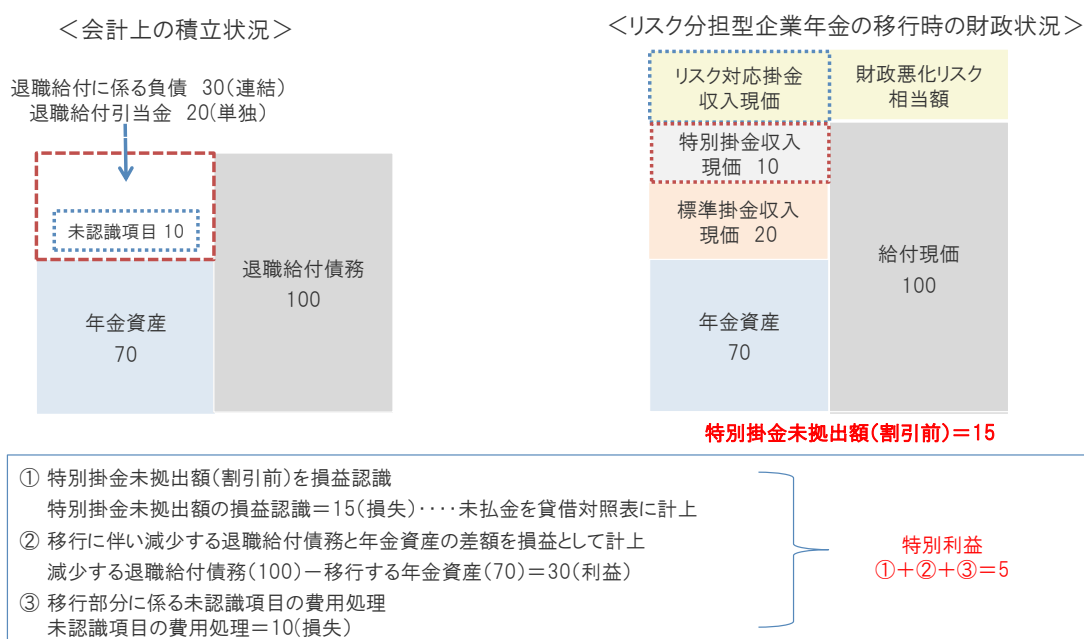 ＜会計上の積立状況＞
退職給付に係る負債 30(連結)
退職給付引当金 20(単独)
未認識項目 10
年金資産
70
退職給付債務
100
＜リスク分担型企業年金の移行時の財政状況＞
リスク対応掛金
収入現価
財政悪化リスク
相当額
特別掛金収入
現価 10
標準掛金収入
現価 20
年金資産
70
給付現価
100
特別掛金未拠出額(割引前)＝15
① 特別掛金未拠出額(割引前)を損益認識
特別掛金未拠出額の損益認識＝15(損失)････未払金を貸借対照表に計上
② 移行に伴い減少する退職給付債務と年金資産の差額を損益として計上
減少する退職給付債務(100)－移行する年金資産(70)＝30(利益)
③ 移行部分に係る未認識項目の費用処理
未認識項目の費用処理＝10(損失)
特別利益
①＋②＋③＝5